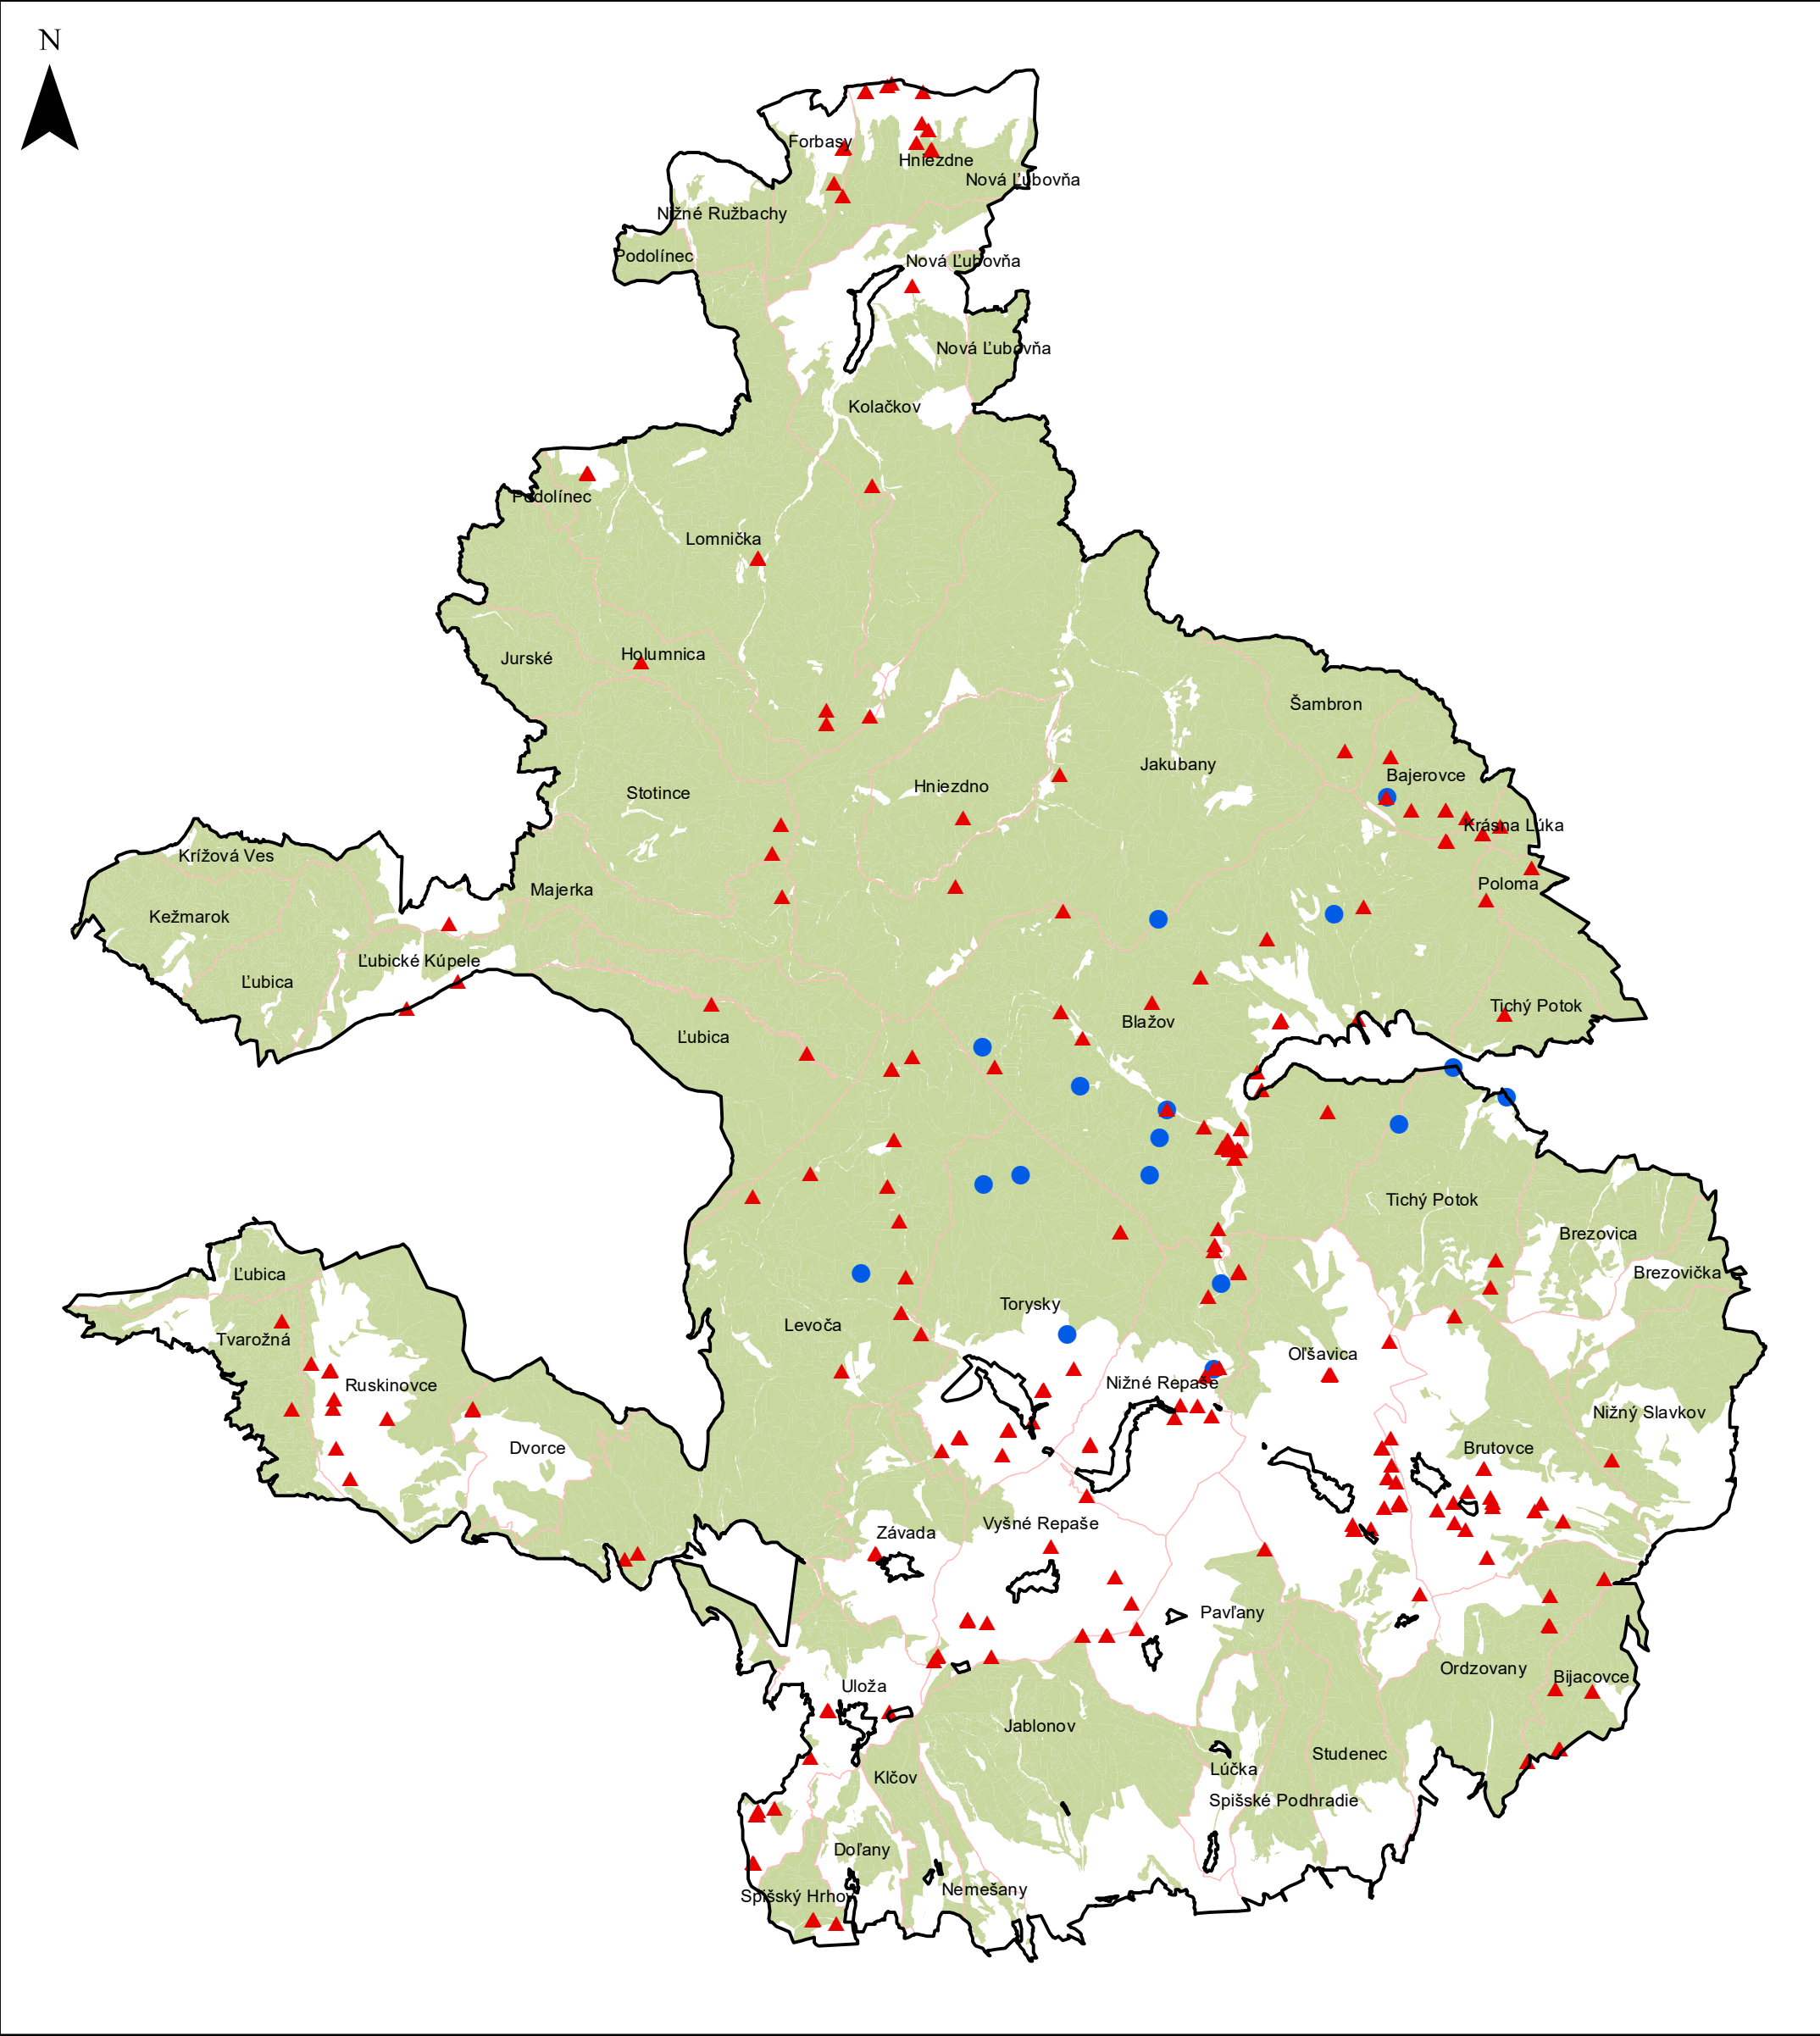 N
Forbasy
Hniezdne
Nová Ľubovňa
Nižné Ružbachy
Podolínec
Nová Ľubovňa
Nová Ľubovňa
Kolačkov
Podolínec
Lomnička
Jurské
Holumnica
Šambron
Jakubany
Bajerovce
Hniezdno
Stotince
Krásna Lúka
Krížová Ves
Majerka
Poloma
Kežmarok
Ľubické Kúpele
Ľubica
Tichý Potok
Blažov
Ľubica
Tichý Potok
Brezovica
Brezovička
Ľubica
Torysky
Levoča
Tvarožná
Oľšavica
Ruskinovce
Nižné Repaše
Nižný Slavkov
Dvorce
Brutovce
Vyšné Repaše
Závada
Pavľany
Ordzovany
Bijacovce
Uloža
Jablonov
Studenec
Lúčka
Klčov
Spišské Podhradie
Doľany
Nemešany
Spišský Hrhov